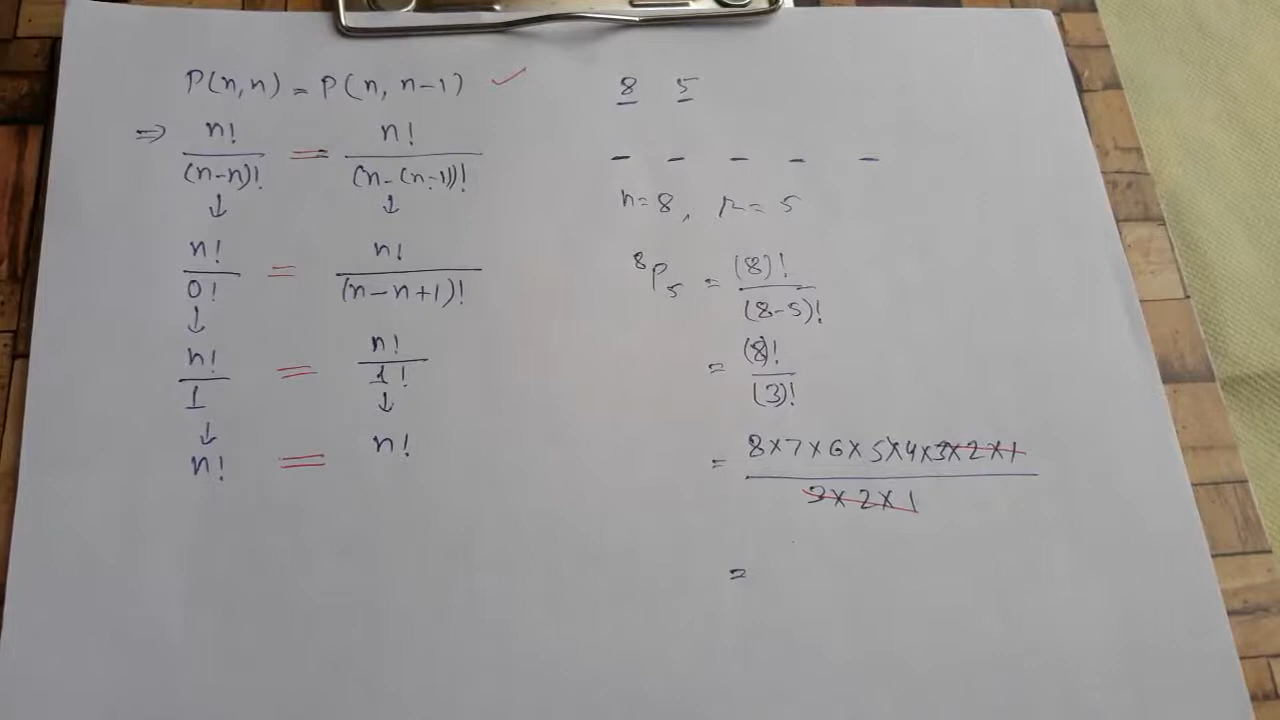 P(n,n) = P(n, n-1) ✓
⇒ n!/(n-n)! = n!/(n-(n-1))!
↓ ↓
n!/0! = n!/(n-n+1)!
↓
n!/1 = n!/1!
↓ ↓
n! = n!
8 5
– – – – –
n=8, r=5
⁸P₅ = (8)!/(8-5)!
= (8)!/(3)!
= 8×7×6×5×4×3×2×1/3×2×1
=